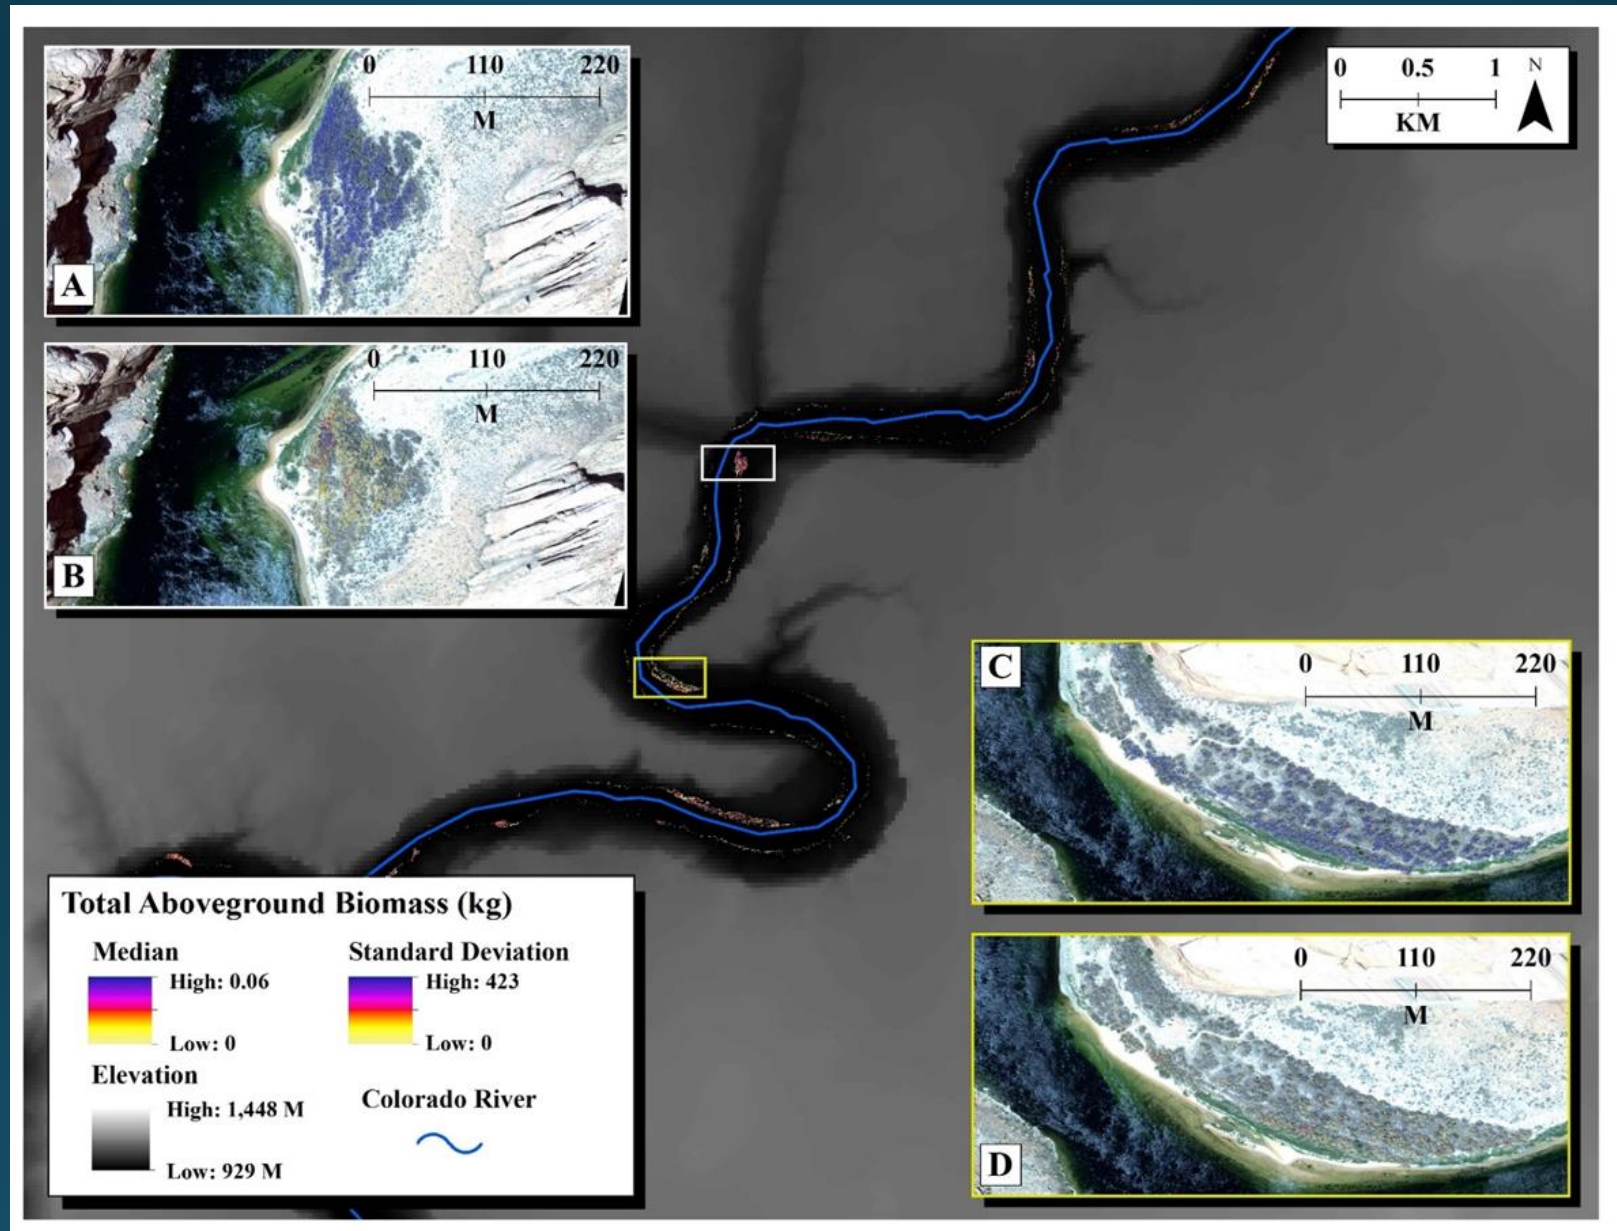 0 110 220
M
A
0 110 220
M
B
0 0.5 1 N
KM
C
0 110 220
M
0 110 220
M
D
Total Aboveground Biomass (kg)
Median
High: 0.06
Low: 0
Standard Deviation
High: 423
Low: 0
Elevation
High: 1,448 M
Low: 929 M
Colorado River